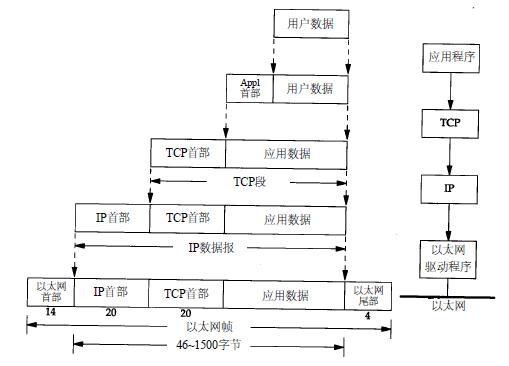 用户数据
Appl
首部
用户数据
应用程序
TCP首部
应用数据
TCP
TCP段
IP首部
TCP首部
应用数据
IP
IP数据报
以太网
驱动程序
以太网
首部
IP首部
TCP首部
应用数据
以太网
尾部
以太网
14
20
20
4
以太网帧
46~1500字节